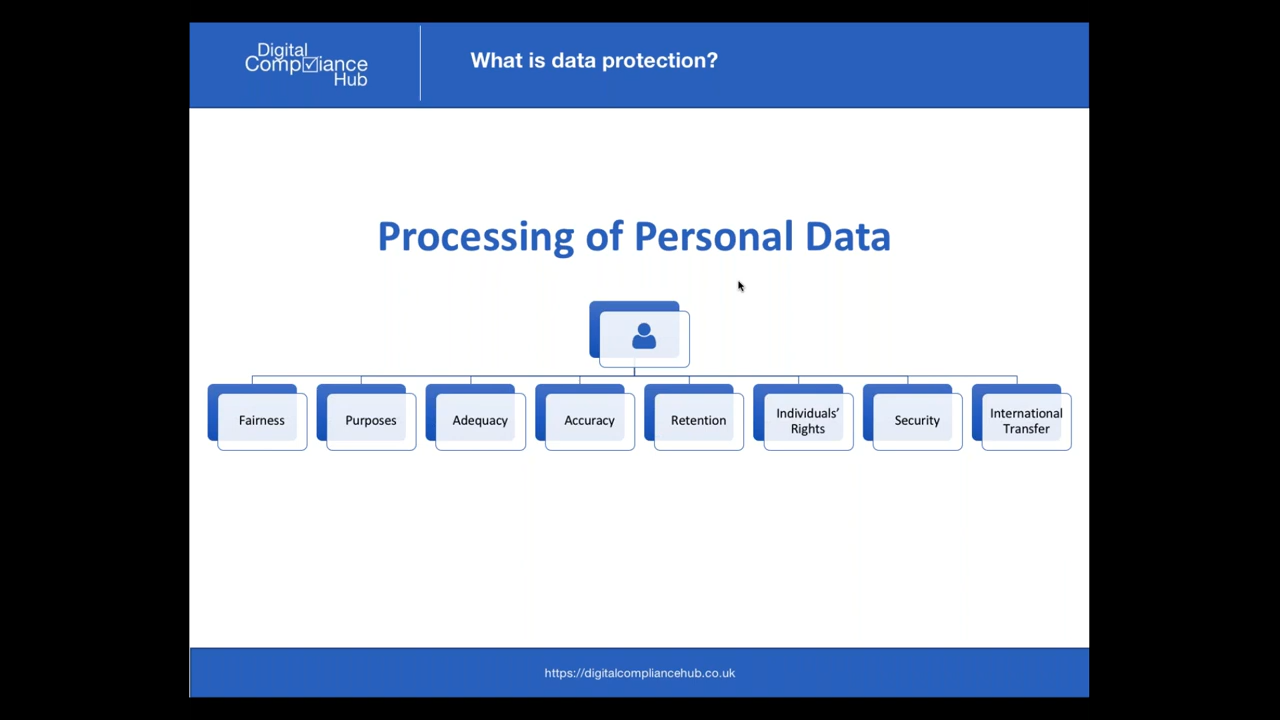 Digital
Compliance
Hub
What is data protection?
Processing of Personal Data
Fairness
Purposes
Adequacy
Accuracy
Retention
Individuals’
Rights
Security
International
Transfer
https://digitalcompliancehub.co.uk